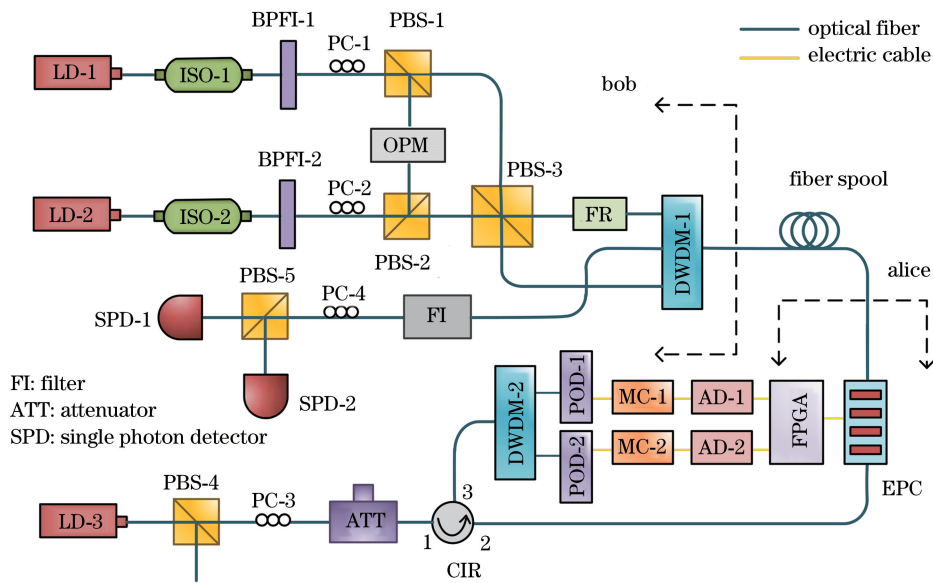 BPFI-1
PC-1
PBS-1
optical fiber
electric cable
LD-1
ISO-1
bob
OPM
BPFI-2
PC-2
PBS-3
fiber spool
LD-2
ISO-2
FR
DWDM-1
PBS-2
PBS-5
PC-4
alice
SPD-1
FI
FI: filter
ATT: attenuator
SPD: single photon detector
SPD-2
DWDM-2
POD-1
MC-1
AD-1
FPGA
POD-2
MC-2
AD-2
EPC
PBS-4
PC-3
3
LD-3
ATT
1
2
CIR